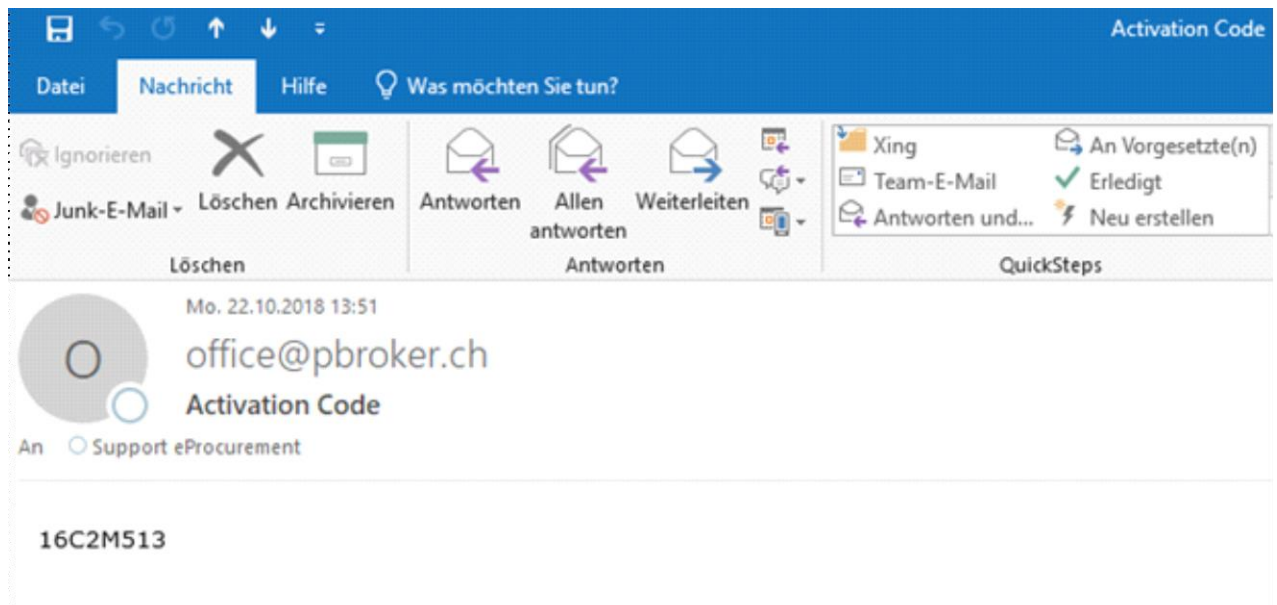 Activation Code
Datei Nachricht Hilfe Was möchten Sie tun?
Ignorieren
Junk-E-Mail
Löschen
Archivieren
Löschen
Antworten
Allen
antworten
Weiterleiten
Antworten
Xing
Team-E-Mail
Antworten und...
An Vorgesetzte(n)
Erledigt
Neu erstellen
QuickSteps
Mo. 22.10.2018 13:51
O
office@pbroker.ch
Activation Code
An Support eProcurement
16C2M513